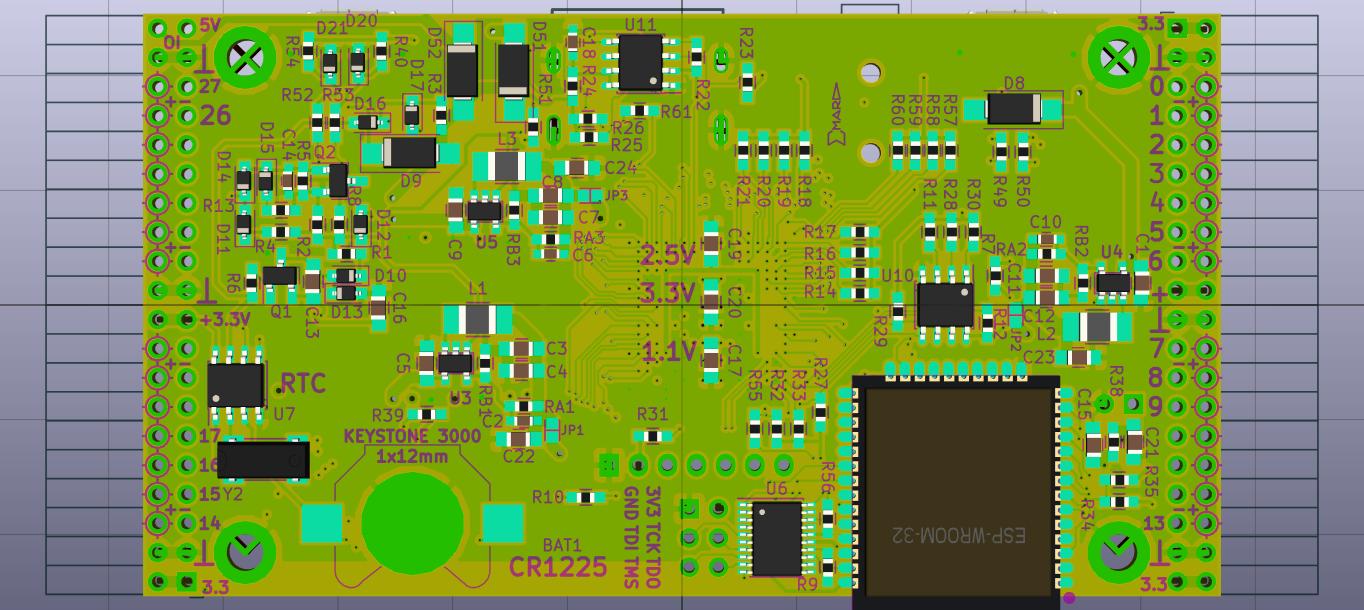 5V
D20
D21
R54
R40
D17
D52
R3
D51
R51
C18
R24
U11
R23
R22
R61
R26
R25
D8
MARIA
27
26
R52 R53
D16
D15
C14
R5
Q2
D14
D9
L3
C24
R60
R59
R58
R57
R21
R20
R19
R18
R49
R50
R13
R8
D11
D12
R4
R2
R1
R6
Q1
C13
D13
D10
C16
C9
U5
RB3
C8
JP3
C7
RA3
C6
2.5V
3.3V
1.1V
C19
C20
C17
R17
R16
R15
R14
R11
R28
R30
R7
RA2
C10
RB2
U4
C1
U10
R29
R12
C11
C12
JP2
L2
C23
L1
C5
U3
RB1
C3
C4
RA1
C2
JP1
C22
+3.3V
RTC
U7
R39
R31
R55
R32
R33
R27
R38
C15
C21
R35
R34
KEYSTONE 3000
1x12mm
17
16
15
14
Y2
R10
BAT1
CR1225
GND TDI TMS
3V3 TCK TDO
U6
R56
R9
ESP-WROOM-32
3.3
3.3
0
1
2
3
4
5
6
7
8
9
13
3.3